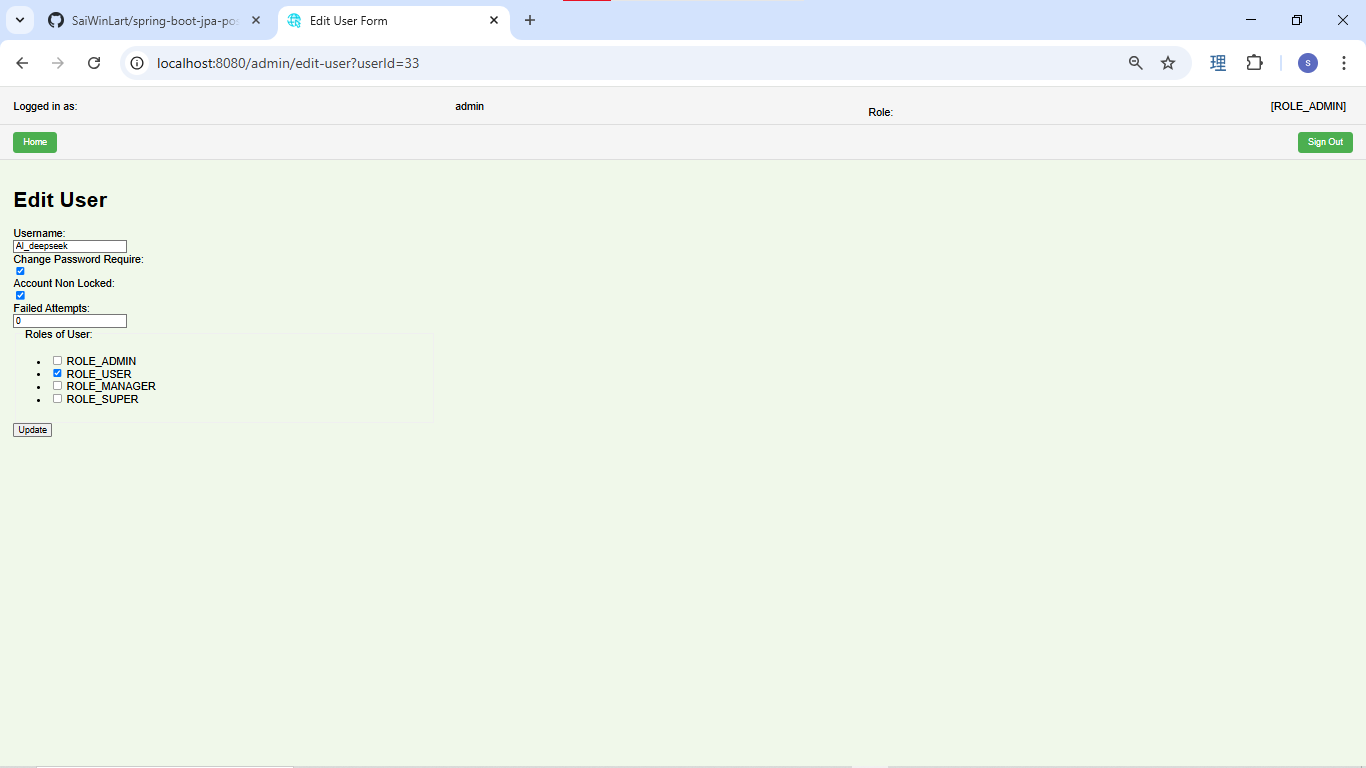 SaiWinLart/spring-boot-jpa-pos
Edit User Form
localhost:8080/admin/edit-user?userId=33
理
S
Logged in as: admin Role: [ROLE_ADMIN]
Home Sign Out
Edit User
Username:
AI_deepseek
Change Password Require:
Account Non Locked:
Failed Attempts:
0
Roles of User:
ROLE_ADMIN
ROLE_USER
ROLE_MANAGER
ROLE_SUPER
Update